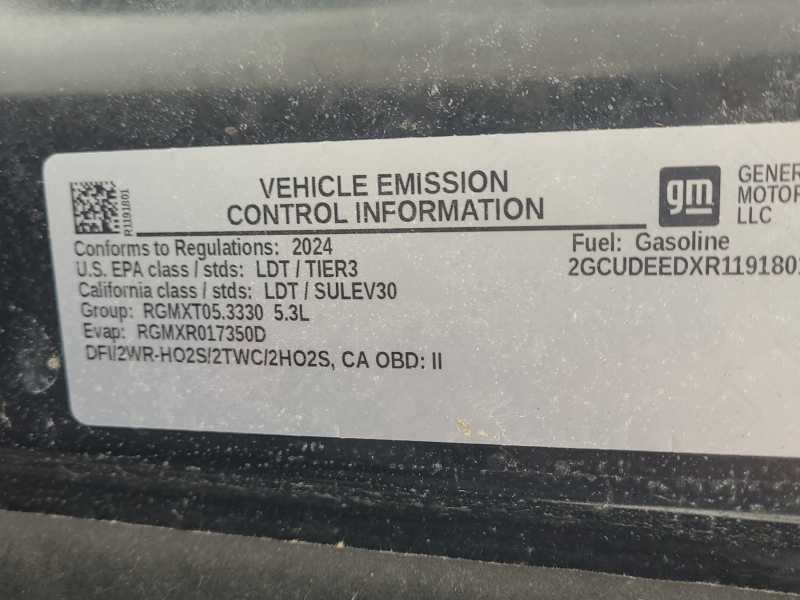 VEHICLE EMISSION
CONTROL INFORMATION
gm
GENER
MOTOR
LLC
R1191801
Conforms to Regulations: 2024
U.S. EPA class / stds: LDT / TIER3
California class / stds: LDT / SULEV30
Group: RGMXT05.3330 5.3L
Evap: RGMXR017350D
DFI/2WR-HO2S/2TWC/2HO2S, CA OBD: II
Fuel: Gasoline
2GCUDEEDXR1191801